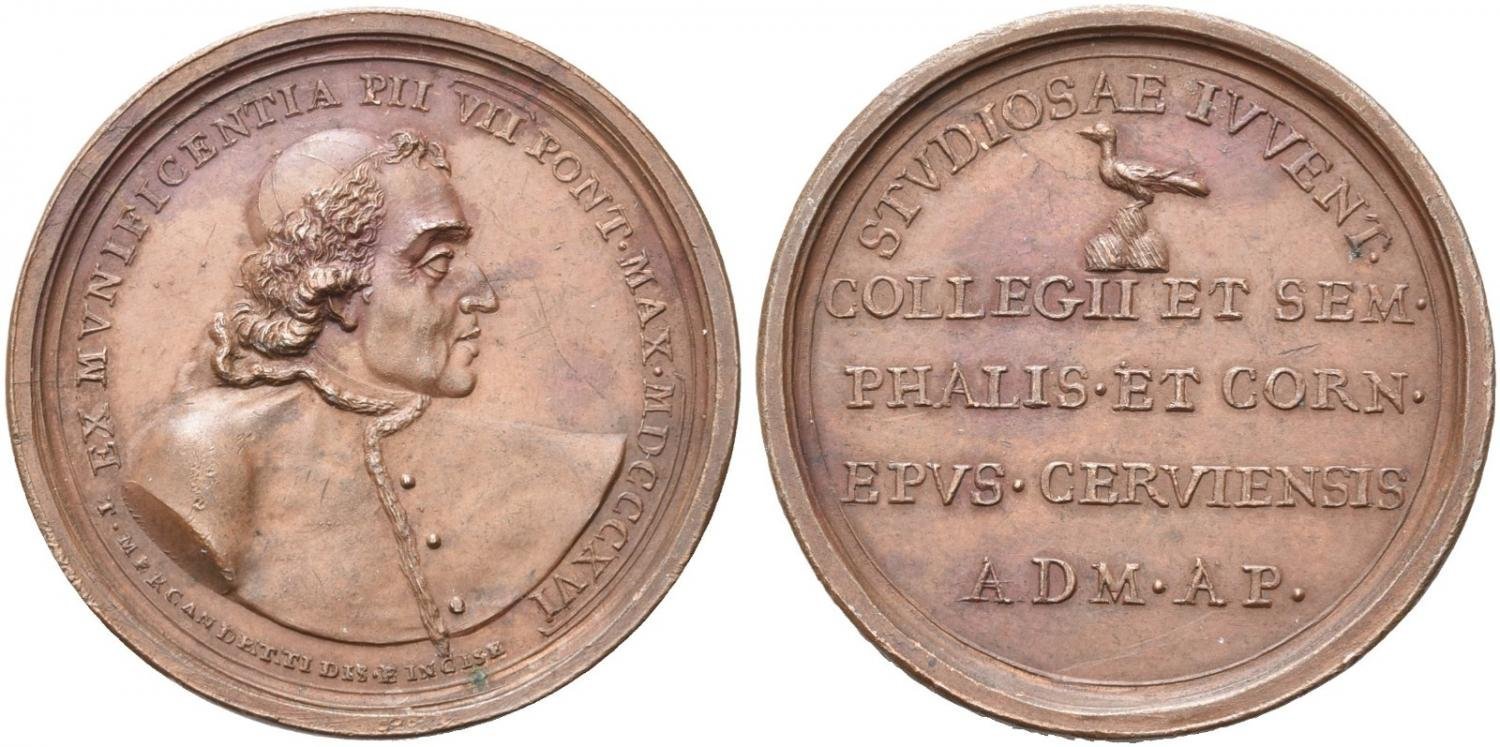 EX MVNIFICENTIA PII VII PONT·MAX·MDCCCXVI
T·MERCANDETTI DIS·E INCISE
STVDIOSAE IVVENT.
COLLEGII ET SEM·
PHALIS·ET CORN·
EPVS·CERVIENSIS
ADM·AP.